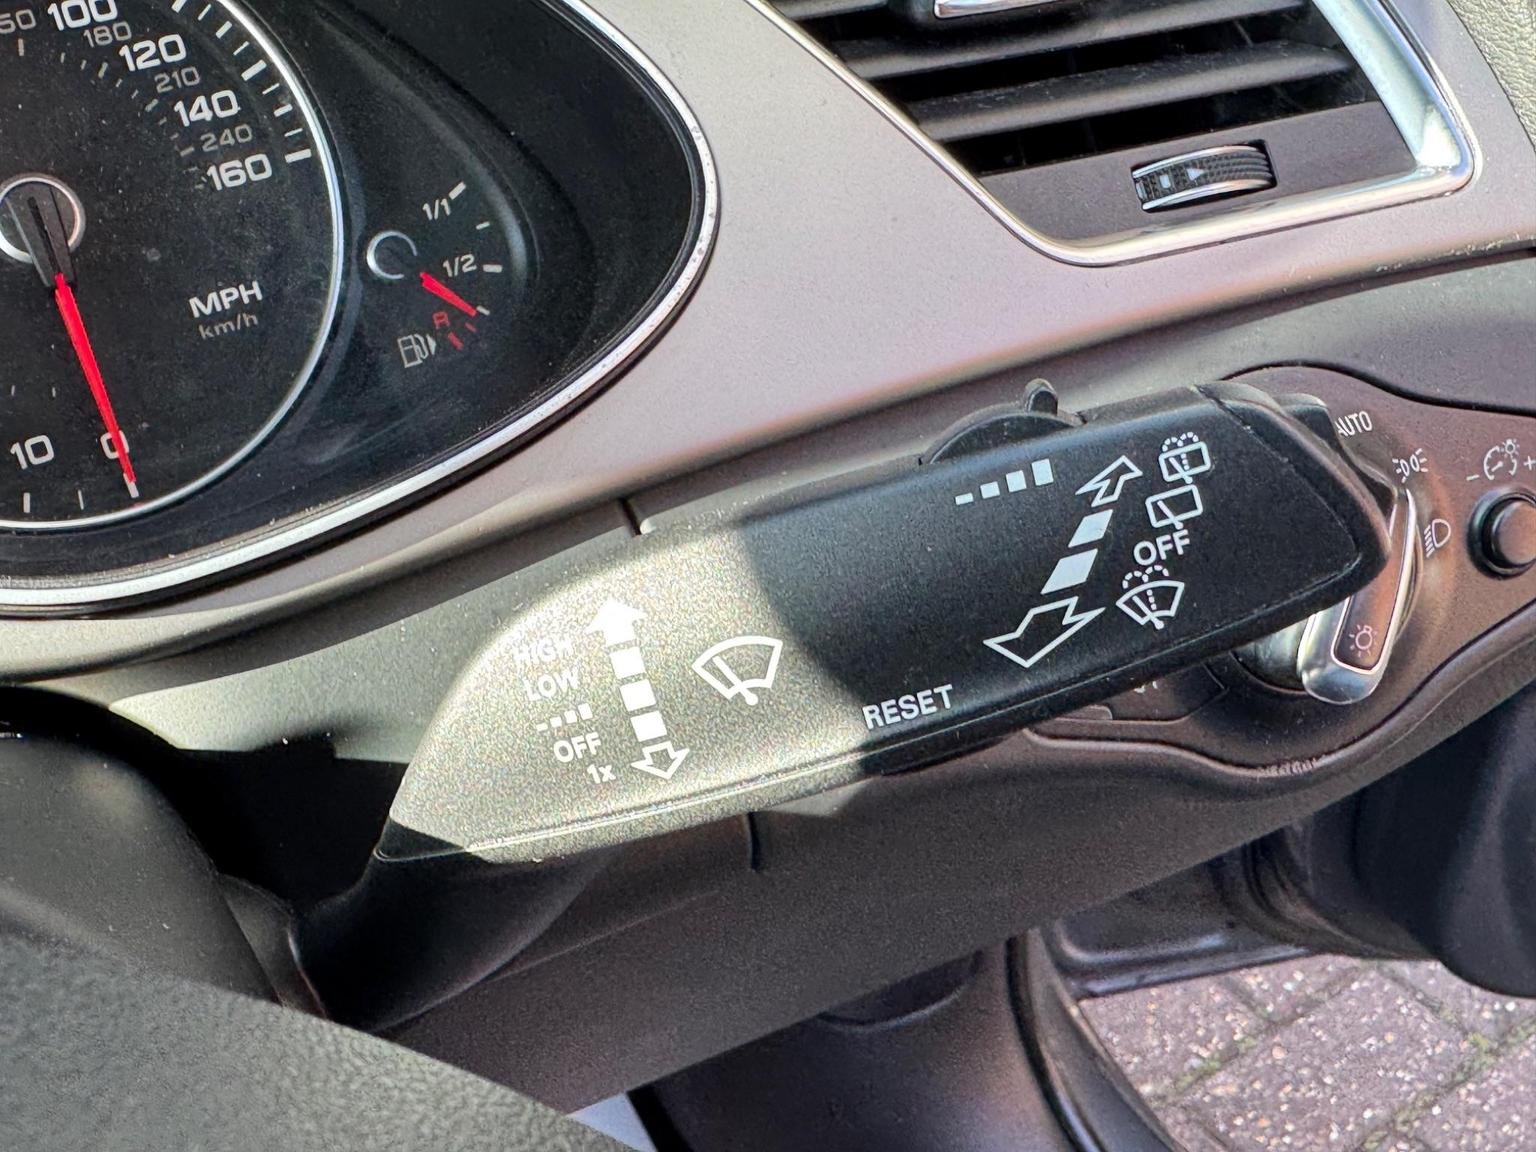 100
180
120
210
140
240
160
MPH
km/h
10
0
1/1
1/2
R
AUTO
OFF
HIGH
LOW
OFF
1x
RESET